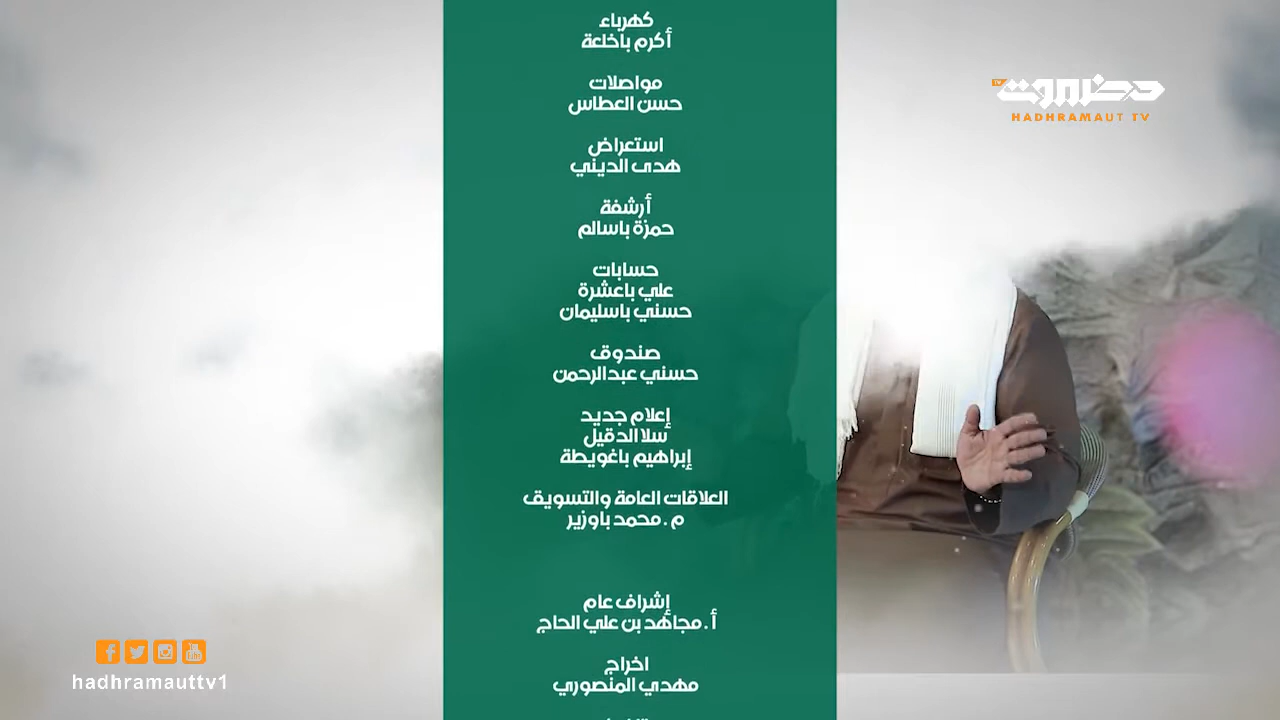 كهرباء
أكرم باخلعة
مواصلات
حسن العطاس
استعراض
هدى الديني
أرشفة
حمزة باسالم
حسابات
علي باعشرة
حسني باسليمان
صندوق
حسني عبدالرحمن
إعلام جديد
سلا الدقيل
إبراهيم باغويطة
العلاقات العامة والتسويق
م. محمد باوزير
إشراف عام
أ. مجاهد بن علي الحاج
اخراج
مهدي المنصوري
حضرموت
TV
HADHRAMAUT TV
hadhramauttv1